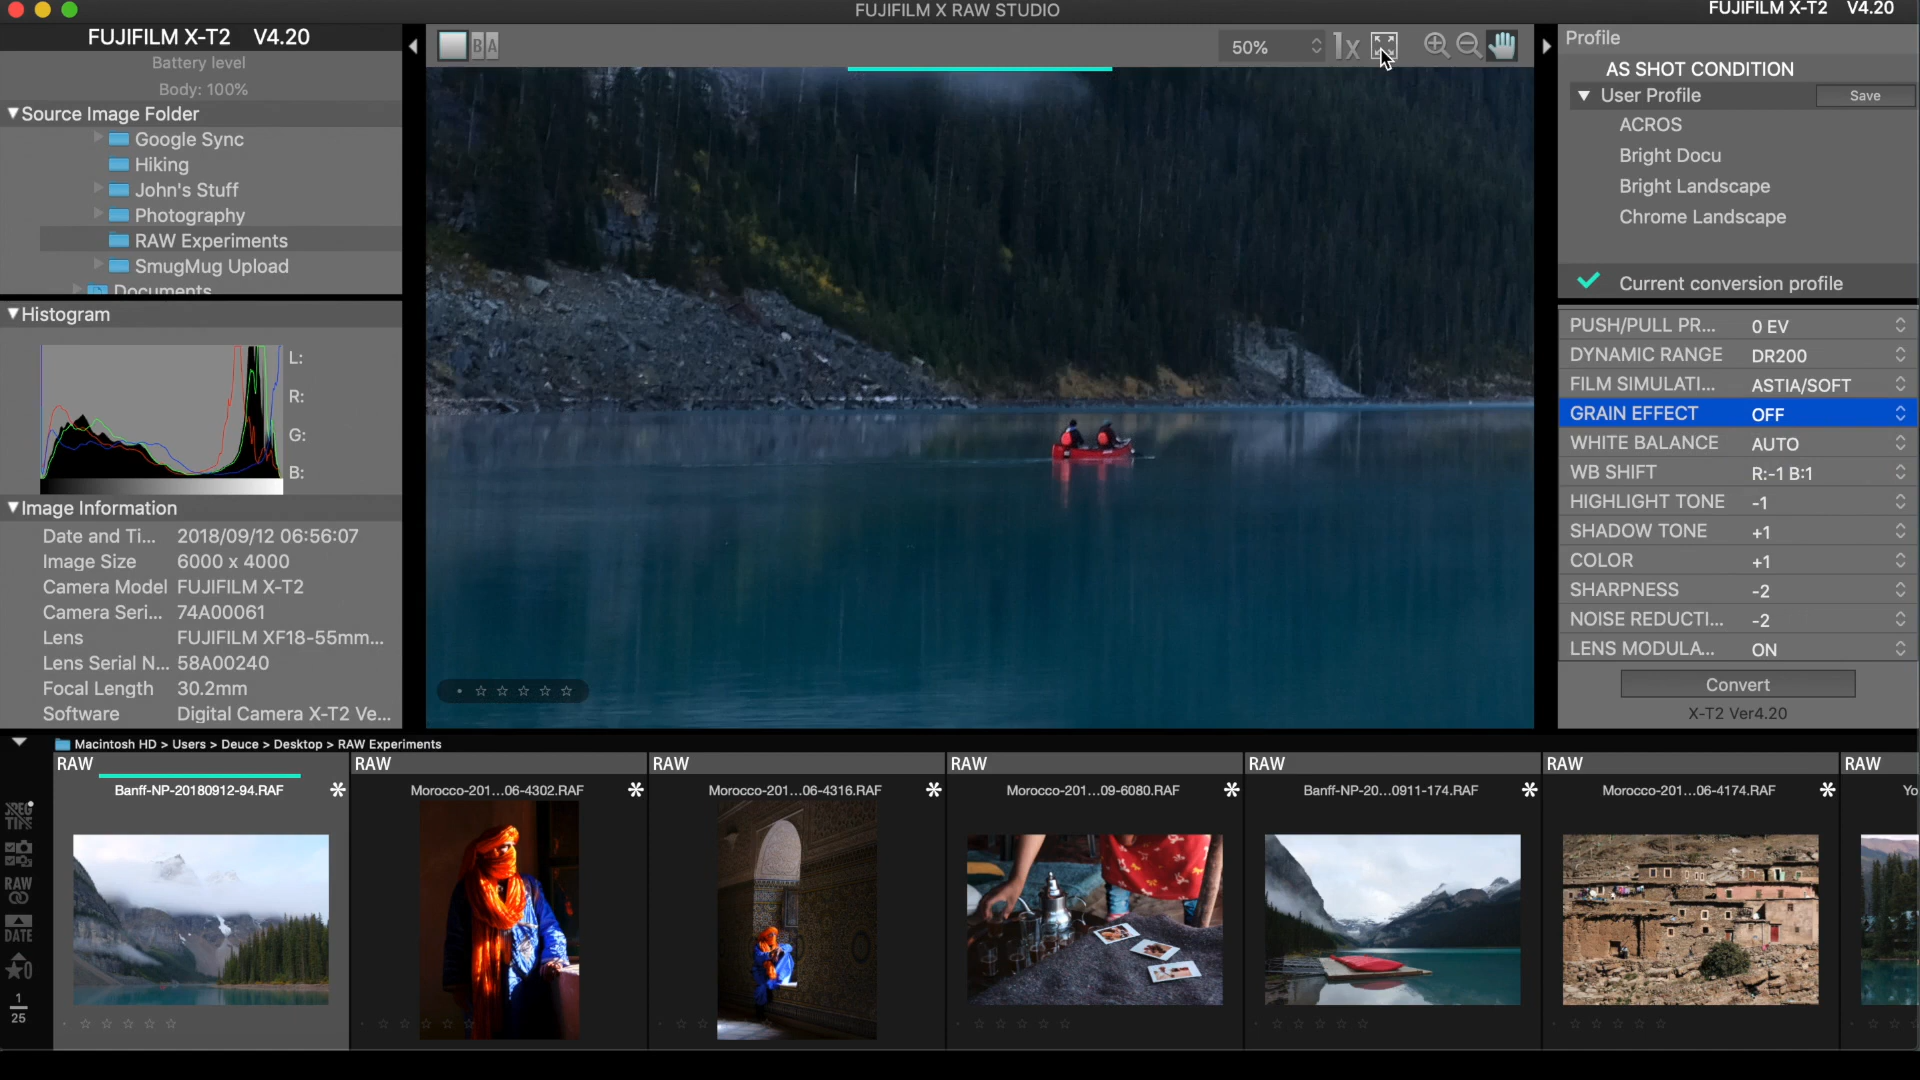 FUJIFILM X RAW STUDIO
FUJIFILM X-T2 V4.20
FUJIFILM X-T2 V4.20
Battery level
Body: 100%
Source Image Folder
Google Sync
Hiking
John's Stuff
Photography
RAW Experiments
SmugMug Upload
Documents
Histogram
L:
R:
G:
B:
Image Information
Date and Ti... 2018/09/12 06:56:07
Image Size 6000 x 4000
Camera Model FUJIFILM X-T2
Camera Seri... 74A00061
Lens FUJIFILM XF18-55mm...
Lens Serial N... 58A00240
Focal Length 30.2mm
Software Digital Camera X-T2 Ve...
B A
50% 1x
Profile
AS SHOT CONDITION
User Profile Save
ACROS
Bright Docu
Bright Landscape
Chrome Landscape
Current conversion profile
PUSH/PULL PR... 0 EV
DYNAMIC RANGE DR200
FILM SIMULATI... ASTIA/SOFT
GRAIN EFFECT OFF
WHITE BALANCE AUTO
WB SHIFT R:-1 B:1
HIGHLIGHT TONE -1
SHADOW TONE +1
COLOR +1
SHARPNESS -2
NOISE REDUCTI... -2
LENS MODULA... ON
Convert
X-T2 Ver4.20
Macintosh HD > Users > Deuce > Desktop > RAW Experiments
RAW RAW RAW RAW RAW RAW RAW
Banff-NP-20180912-94.RAF Morocco-201...06-4302.RAF Morocco-201...06-4316.RAF Morocco-201...09-6080.RAF Banff-NP-20...0911-174.RAF Morocco-201...06-4174.RAF Yo
JPEG
TIFF
RAW
DATE
0
1
25